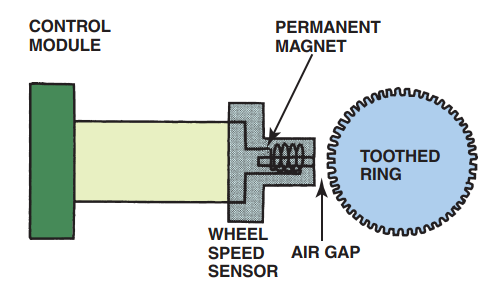 CONTROL
MODULE
PERMANENT
MAGNET
TOOTHED
RING
WHEEL
SPEED
SENSOR
AIR GAP